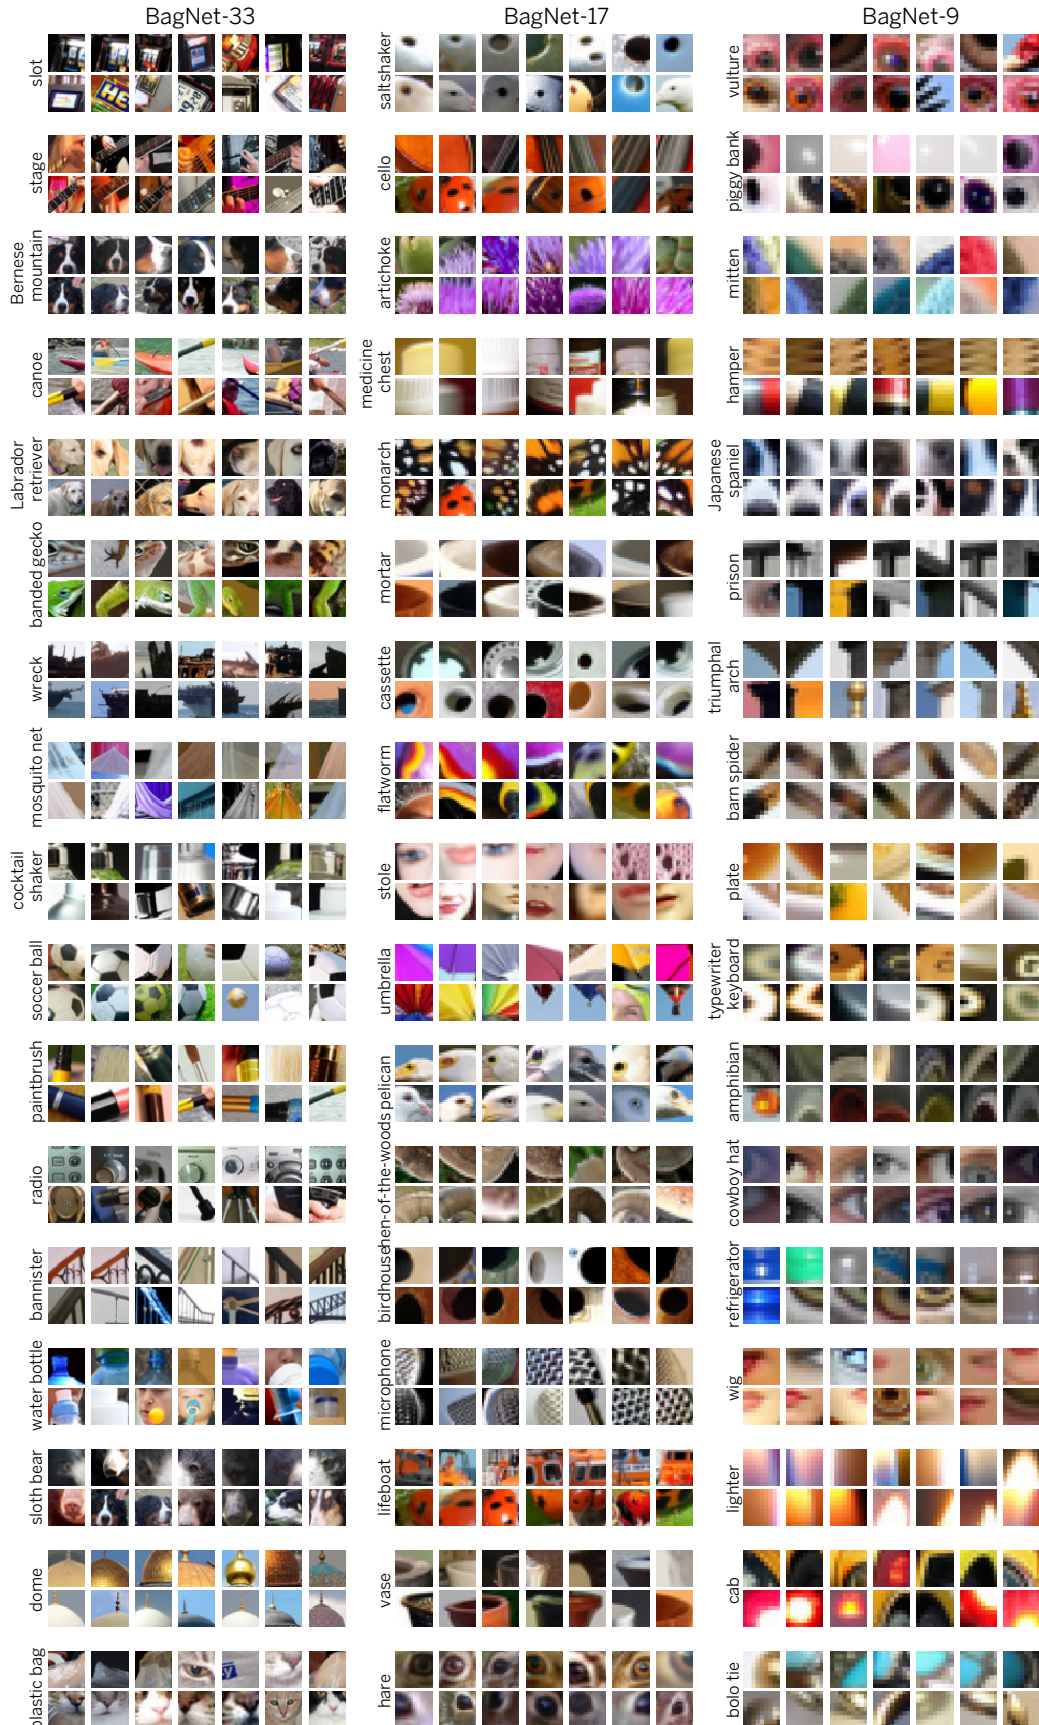 BagNet-33
BagNet-17
BagNet-9
slot
saltshaker
vulture
stage
cello
piggy bank
Bernese
mountain
artichoke
mitten
canoe
medicine
chest
hamper
Labrador
retriever
monarch
Japanese
spaniel
banded gecko
mortar
prison
wreck
cassette
triumphal
arch
mosquito net
flatworm
barn spider
cocktail
shaker
stole
plate
soccer ball
umbrella
typewriter
keyboard
paintbrush
pelican
amphibian
radio
hen-of-the-woods
cowboy hat
bannister
birdhouse
refrigerator
water bottle
microphone
wig
sloth bear
lifeboat
lighter
dome
vase
cab
plastic bag
hare
bolo tie